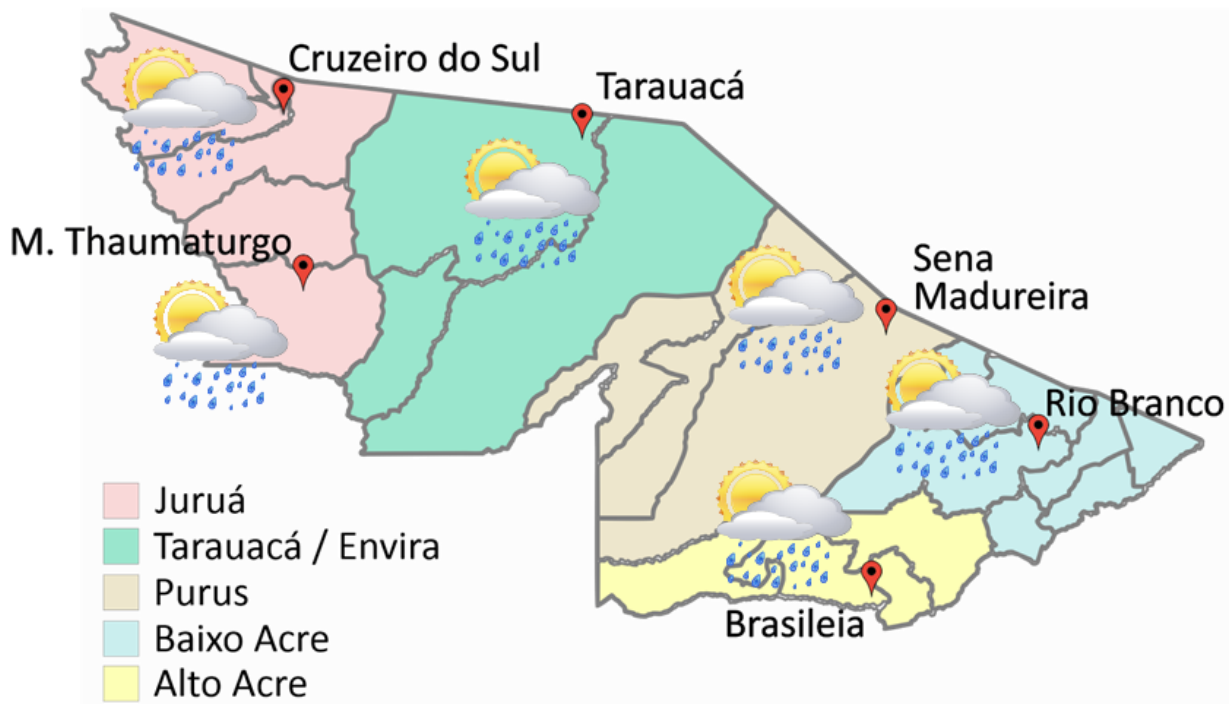 Cruzeiro do Sul
Tarauacá
M. Thaumaturgo
Sena
Madureira
Rio Branco
Brasileia
Juruá
Tarauacá / Envira
Purus
Baixo Acre
Alto Acre